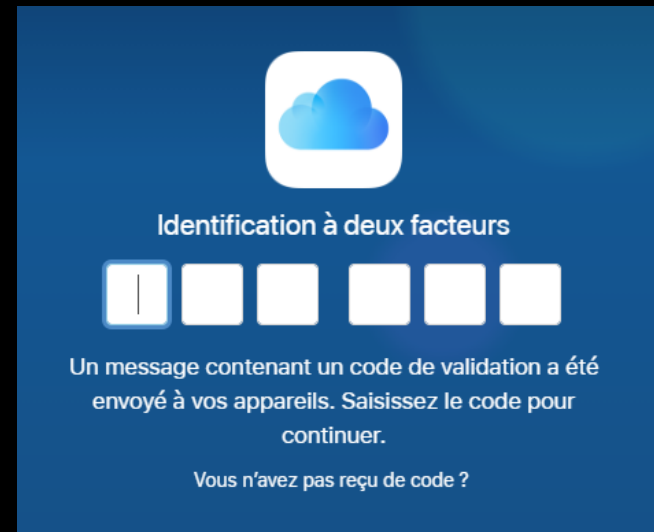 Identification à deux facteurs
Un message contenant un code de validation a été
envoyé à vos appareils. Saisissez le code pour
continuer.
Vous n’avez pas reçu de code ?